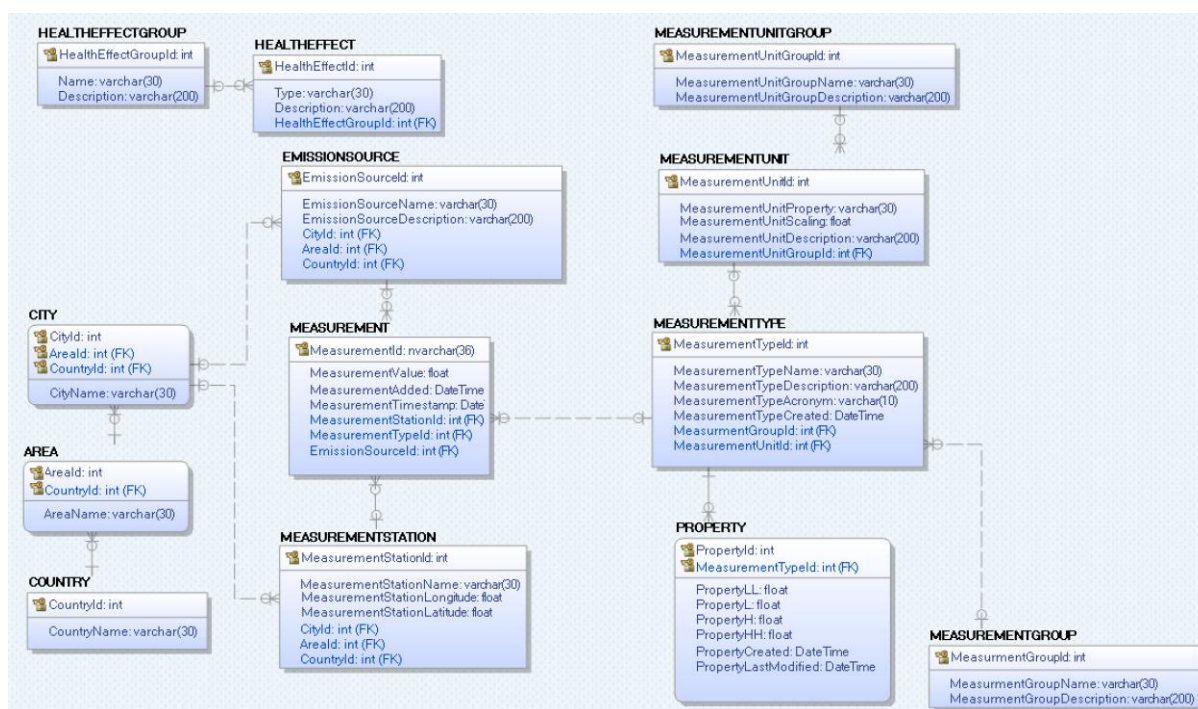 HEALTHEFFECTGROUP
HealthEffectGroupId: int
Name: varchar(30)
Description: varchar(200)
HEALTHEFFECT
HealthEffectId: int
Type: varchar(30)
Description: varchar(200)
HealthEffectGroupId: int (FK)
MEASUREMENTUNITGROUP
MeasurementUnitGroupId: int
MeasurementUnitGroupName: varchar(30)
MeasurementUnitGroupDescription: varchar(200)
EMISSIONSOURCE
EmissionSourceId: int
EmissionSourceName: varchar(30)
EmissionSourceDescription: varchar(200)
CityId: int (FK)
AreaId: int (FK)
CountryId: int (FK)
MEASUREMENTUNIT
MeasurementUnitId: int
MeasurementUnitProperty: varchar(30)
MeasurementUnitScaling: float
MeasurementUnitDescription: varchar(200)
MeasurementUnitGroupId: int (FK)
CITY
CityId: int
AreaId: int (FK)
CountryId: int (FK)
CityName: varchar(30)
MEASUREMENT
MeasurementId: nvarchar(36)
MeasurementValue: float
MeasurementAdded: DateTime
MeasurementTimestamp: Date
MeasurementStationId: int (FK)
MeasurementTypeId: int (FK)
EmissionSourceId: int (FK)
MEASUREMENTTYPE
MeasurementTypeId: int
MeasurementTypeName: varchar(30)
MeasurementTypeDescription: varchar(200)
MeasurementTypeAcronym: varchar(10)
MeasurementTypeCreated: DateTime
MeasurmentGroupId: int (FK)
MeasurementUnitId: int (FK)
AREA
AreaId: int
CountryId: int (FK)
AreaName: varchar(30)
COUNTRY
CountryId: int
CountryName: varchar(30)
MEASUREMENTSTATION
MeasurementStationId: int
MeasurementStationName: varchar(30)
MeasurementStationLongitude: float
MeasurementStationLatitude: float
CityId: int (FK)
AreaId: int (FK)
CountryId: int (FK)
PROPERTY
PropertyId: int
MeasurementTypeId: int (FK)
PropertyLL: float
PropertyL: float
PropertyH: float
PropertyHH: float
PropertyCreated: DateTime
PropertyLastModified: DateTime
MEASUREMENTGROUP
MeasurmentGroupId: int
MeasurmentGroupName: varchar(30)
MeasurmentGroupDescription: varchar(200)